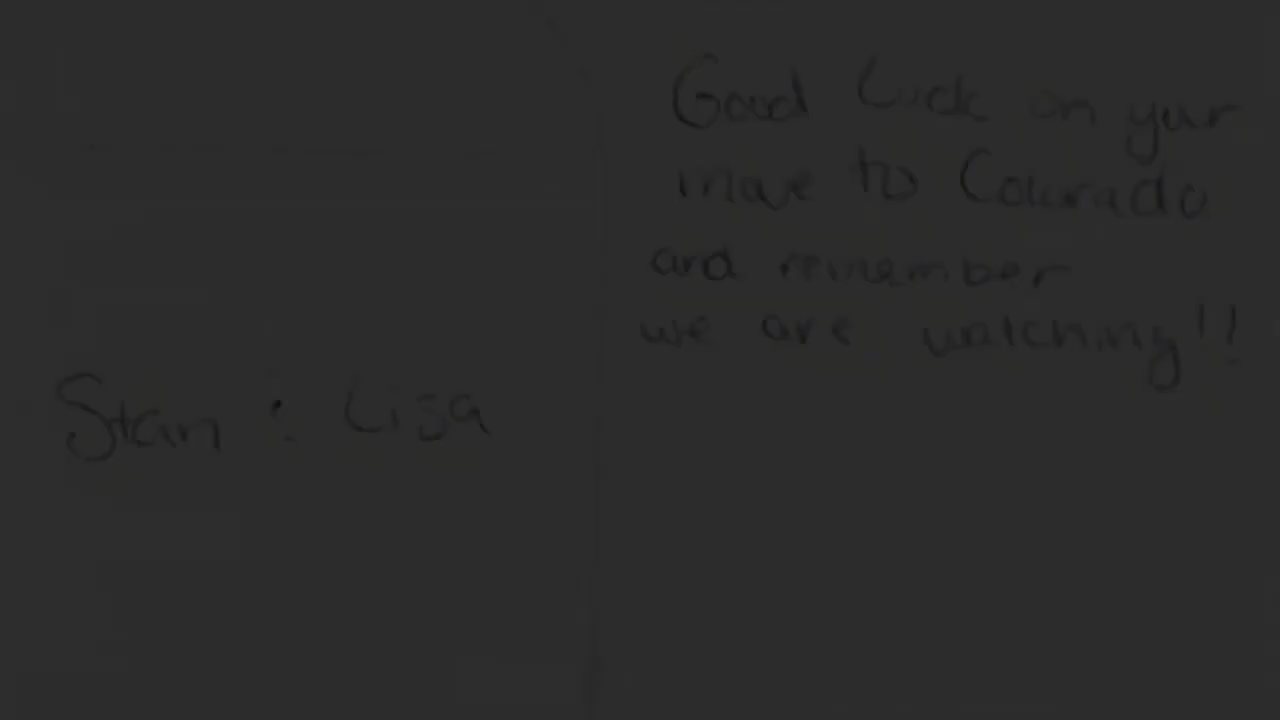 Stan : Lisa
Good Luck on your
move to Colorado
and remember
we are watching!!